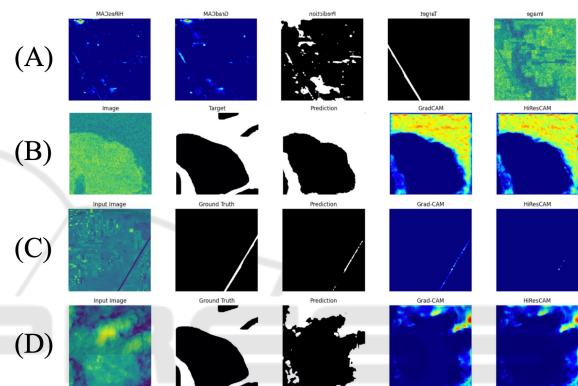 HiResCAM GradCAM Prediction Target Image
(A)
Image Target Prediction GradCAM HiResCAM
(B)
Input Image Ground Truth Prediction Grad-CAM HiResCAM
(C)
Input Image Ground Truth Prediction Grad-CAM HiResCAM
(D)